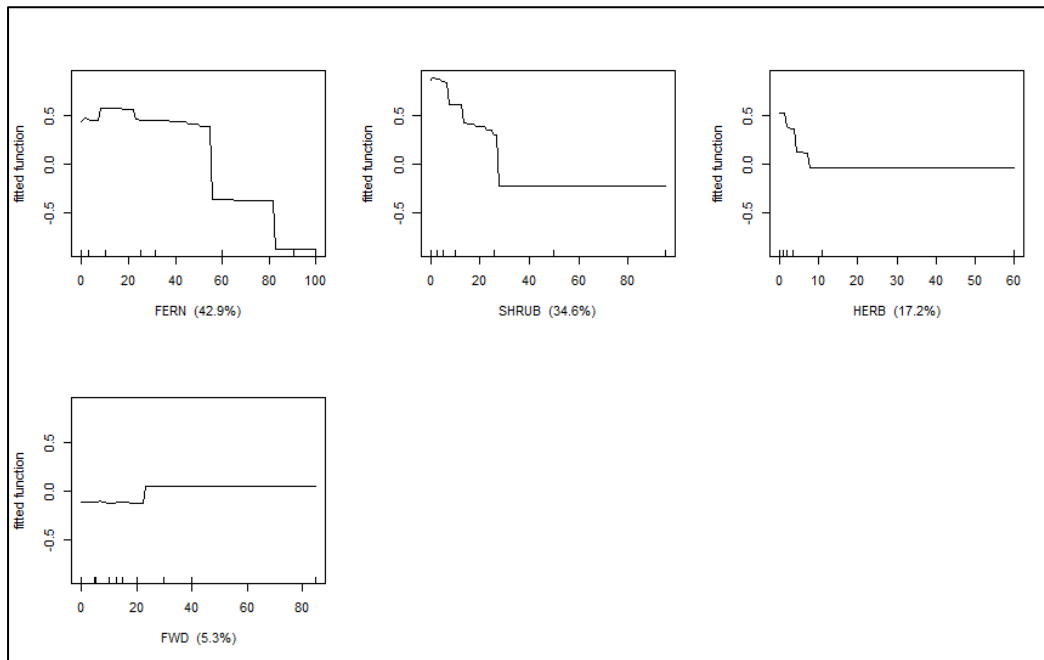 fitted function
0.5
0.0
-0.5
0 20 40 60 80 100
FERN (42.9%)
fitted function
0.5
0.0
-0.5
0 20 40 60 80
SHRUB (34.6%)
fitted function
0.5
0.0
-0.5
0 10 20 30 40 50 60
HERB (17.2%)
fitted function
0.5
0.0
-0.5
0 20 40 60 80
FWD (5.3%)